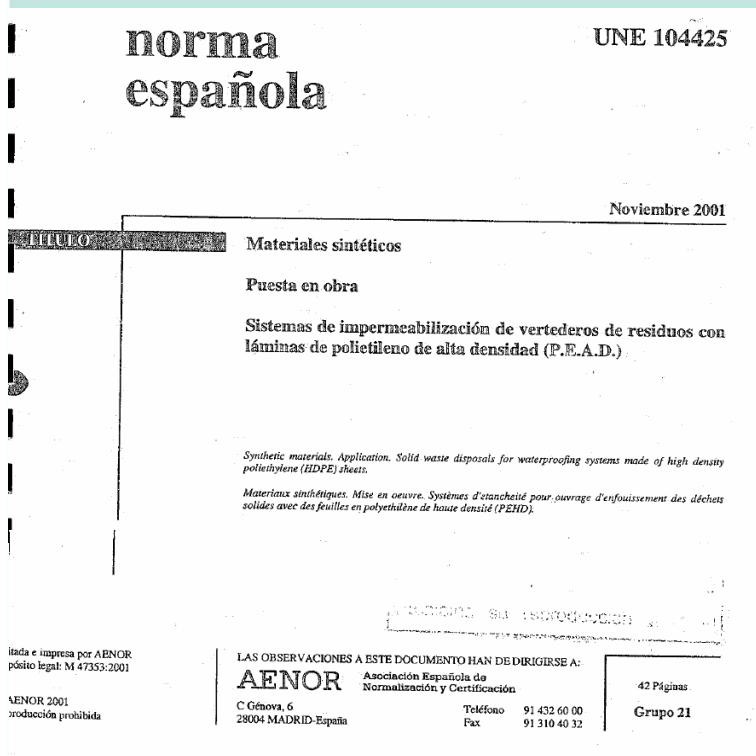 norma
española
UNE 104425
Noviembre 2001
TÍTULO
Materiales sintéticos
Puesta en obra
Sistemas de impermeabilización de vertederos de residuos con
láminas de polietileno de alta densidad (P.E.A.D.)
Synthetic materials. Application. Solid waste disposals for waterproofing systems made of high density
poliethylene (HDPE) sheets.
Materiaux sinthétiques. Mise en oeuvre. Systèmes d'etancheité pour ouvrage d'enfouissement des déchets
solides avec des feuilles en polyethilène de haute densité (PEHD).
su reproducción
itada e impresa por AENOR
pósito legal: M 47353:2001
AENOR 2001
producción prohibida
LAS OBSERVACIONES A ESTE DOCUMENTO HAN DE DIRIGIRSE A:
AENOR
Asociación Española de
Normalización y Certificación
C Génova, 6
28004 MADRID-España
Teléfono 91 432 60 00
Fax 91 310 40 32
42 Páginas
Grupo 21